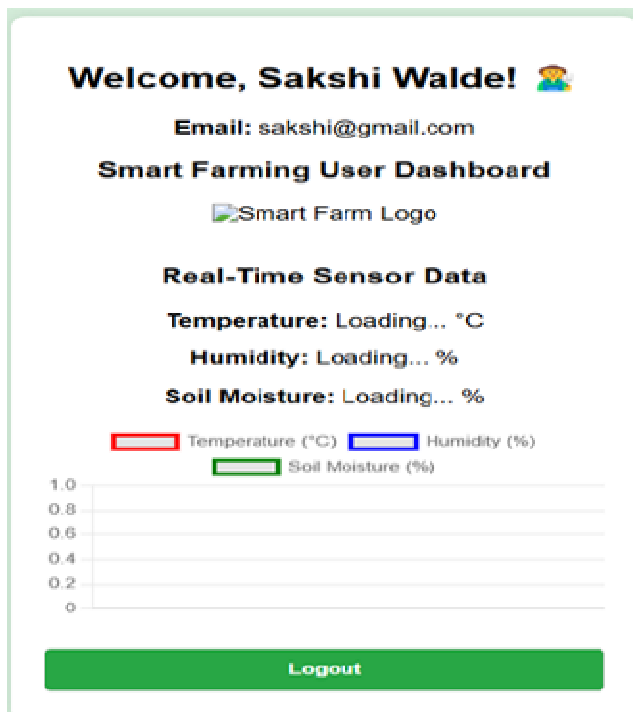 Welcome, Sakshi Walde! 👨‍🌾
Email: sakshi@gmail.com
Smart Farming User Dashboard
Smart Farm Logo
Real-Time Sensor Data
Temperature: Loading... °C
Humidity: Loading... %
Soil Moisture: Loading... %
Temperature (°C) Humidity (%)
Soil Moisture (%)
1.0
0.8
0.6
0.4
0.2
0
Logout